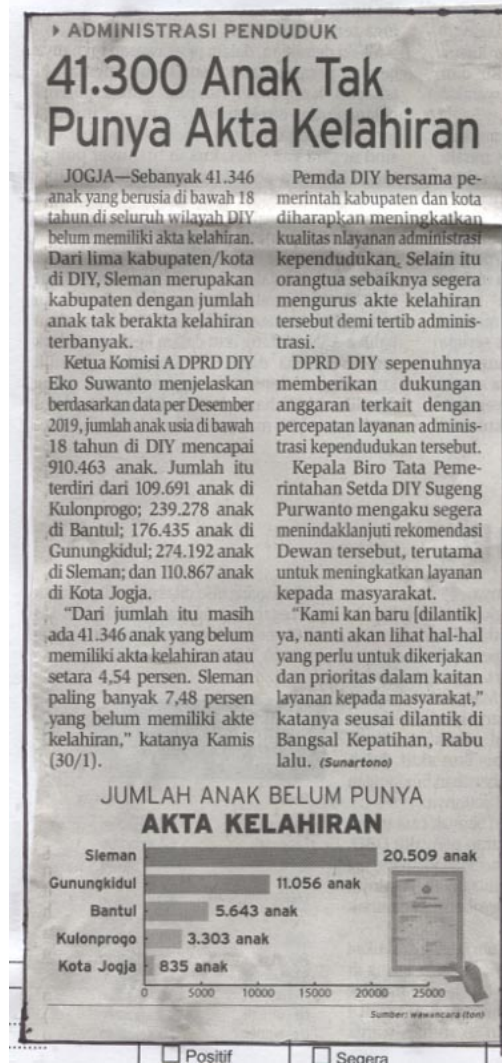 ▸ ADMINISTRASI PENDUDUK
41.300 Anak Tak
Punya Akta Kelahiran
JOGJA—Sebanyak 41.346
anak yang berusia di bawah 18
tahun di seluruh wilayah DIY
belum memiliki akta kelahiran.
Dari lima kabupaten/kota
di DIY, Sleman merupakan
kabupaten dengan jumlah
anak tak berakta kelahiran
terbanyak.
Ketua Komisi A DPRD DIY
Eko Suwanto menjelaskan
berdasarkan data per Desember
2019, jumlah anak usia di bawah
18 tahun di DIY mencapai
910.463 anak. Jumlah itu
terdiri dari 109.691 anak di
Kulonprogo; 239.278 anak
di Bantul; 176.435 anak di
Gunungkidul; 274.192 anak
di Sleman; dan 110.867 anak
di Kota Jogja.
"Dari jumlah itu masih
ada 41.346 anak yang belum
memiliki akta kelahiran atau
setara 4,54 persen. Sleman
paling banyak 7,48 persen
yang belum memiliki akte
kelahiran," katanya Kamis
(30/1).
Pemda DIY bersama pe-
merintah kabupaten dan kota
diharapkan meningkatkan
kualitas nlayanan administrasi
kependudukan. Selain itu
orangtua sebaiknya segera
mengurus akte kelahiran
tersebut demi tertib adminis-
trasi.
DPRD DIY sepenuhnya
memberikan dukungan
anggaran terkait dengan
percepatan layanan adminis-
trasi kependudukan tersebut.
Kepala Biro Tata Peme-
rintahan Setda DIY Sugeng
Purwanto mengaku segera
menindaklanjuti rekomendasi
Dewan tersebut, terutama
untuk meningkatkan layanan
kepada masyarakat.
"Kami kan baru [dilantik]
ya, nanti akan lihat hal-hal
yang perlu untuk dikerjakan
dan prioritas dalam kaitan
layanan kepada masyarakat,"
katanya seusai dilantik di
Bangsal Kepatihan, Rabu
lalu. (Sunartono)
JUMLAH ANAK BELUM PUNYA
AKTA KELAHIRAN
Sleman 20.509 anak
Gunungkidul 11.056 anak
Bantul 5.643 anak
Kulonprogo 3.303 anak
Kota Jogja 835 anak
0 5000 10000 15000 20000 25000
Sumber: wawancara (ton)
Positif Segera